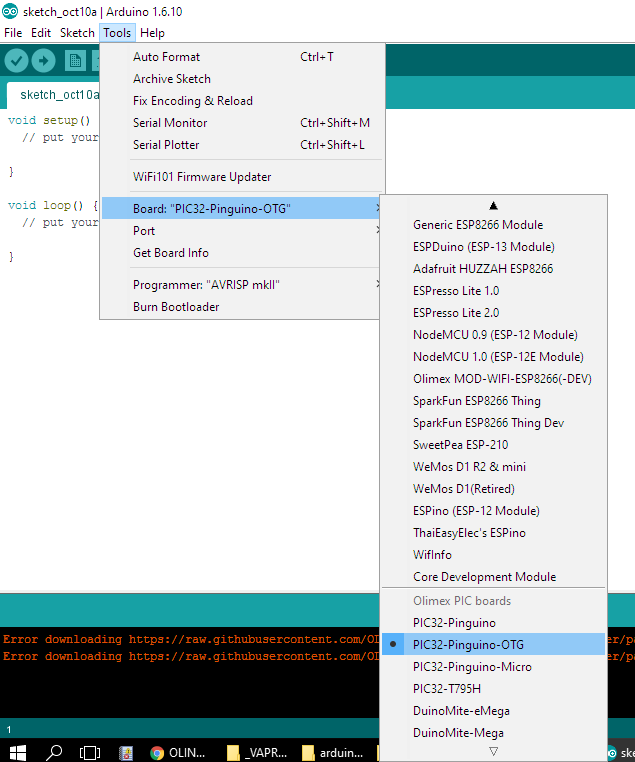 sketch_oct10a | Arduino 1.6.10
File Edit Sketch Tools Help
sketch_oct10a
void setup()
// put your
}
void loop() {
// put your
}
Auto Format Ctrl+T
Archive Sketch
Fix Encoding & Reload
Serial Monitor Ctrl+Shift+M
Serial Plotter Ctrl+Shift+L
WiFi101 Firmware Updater
Board: "PIC32-Pinguino-OTG"
Port
Get Board Info
Programmer: "AVRISP mkII"
Burn Bootloader
Generic ESP8266 Module
ESPDuino (ESP-13 Module)
Adafruit HUZZAH ESP8266
ESPresso Lite 1.0
ESPresso Lite 2.0
NodeMCU 0.9 (ESP-12 Module)
NodeMCU 1.0 (ESP-12E Module)
Olimex MOD-WIFI-ESP8266(-DEV)
SparkFun ESP8266 Thing
SparkFun ESP8266 Thing Dev
SweetPea ESP-210
WeMos D1 R2 & mini
WeMos D1(Retired)
ESPino (ESP-12 Module)
ThaiEasyElec's ESPino
WifInfo
Core Development Module
Olimex PIC boards
PIC32-Pinguino
PIC32-Pinguino-OTG
PIC32-Pinguino-Micro
PIC32-T795H
DuinoMite-eMega
DuinoMite-Mega
Error downloading https://raw.githubusercontent.com/OL er/pa
Error downloading https://raw.githubusercontent.com/OL er/pa
1
OLIN... _VAPR... arduin... ske